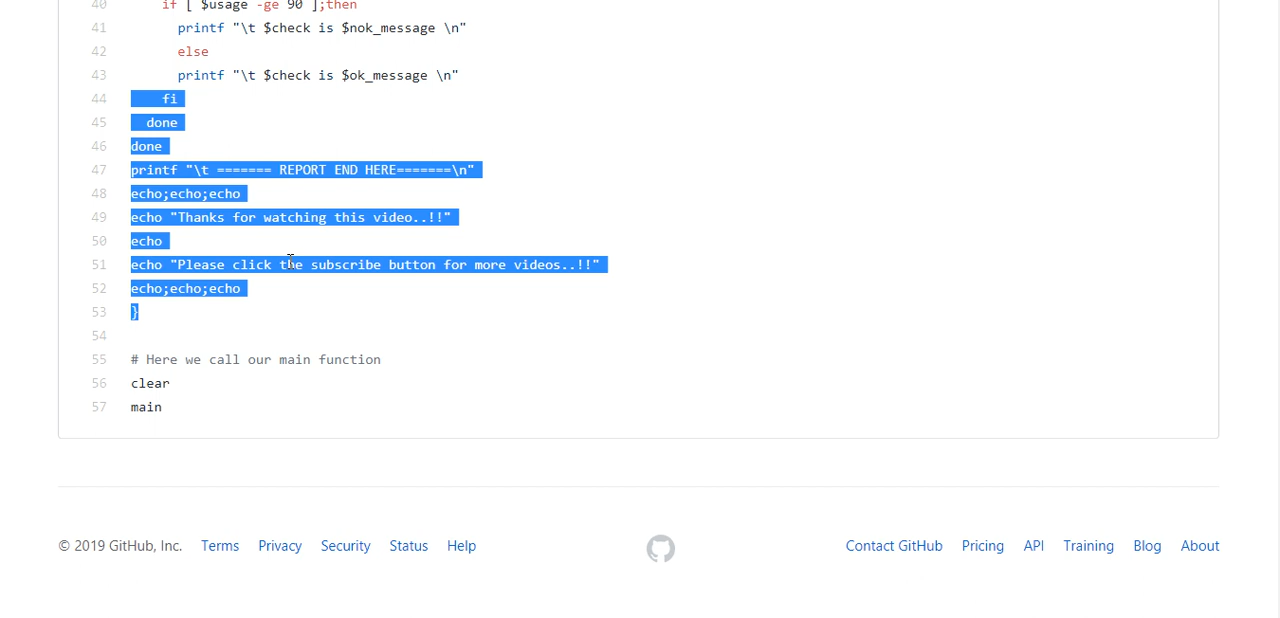 40 if [ $usage -ge 90 ];then
41 printf "\t $check is $nok_message \n"
42 else
43 printf "\t $check is $ok_message \n"
44 fi
45 done
46 done
47 printf "\t ======= REPORT END HERE=======\n"
48 echo;echo;echo
49 echo "Thanks for watching this video..!!"
50 echo
51 echo "Please click the subscribe button for more videos..!!"
52 echo;echo;echo
53 }
54
55 # Here we call our main function
56 clear
57 main
© 2019 GitHub, Inc. Terms Privacy Security Status Help Contact GitHub Pricing API Training Blog About